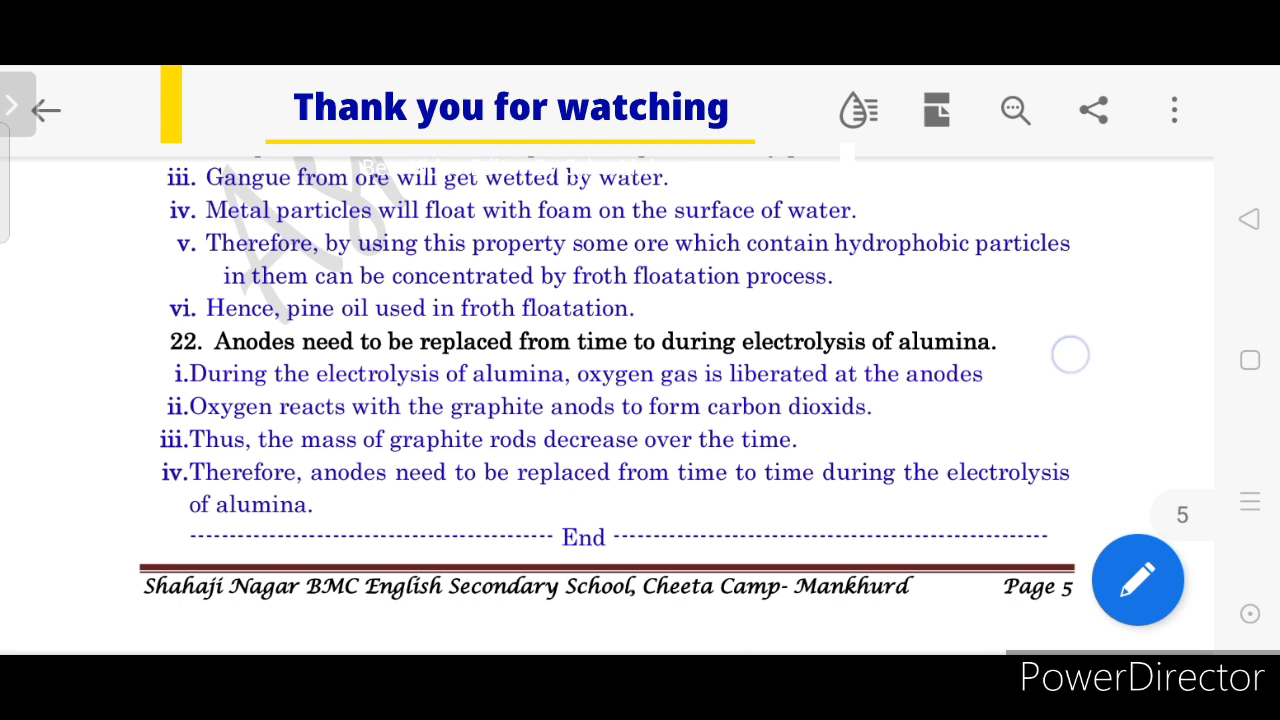 Thank you for watching
iii. Gangue from ore will get wetted by water.
iv. Metal particles will float with foam on the surface of water.
v. Therefore, by using this property some ore which contain hydrophobic particles
in them can be concentrated by froth floatation process.
vi. Hence, pine oil used in froth floatation.
22. Anodes need to be replaced from time to during electrolysis of alumina.
i.During the electrolysis of alumina, oxygen gas is liberated at the anodes
ii.Oxygen reacts with the graphite anods to form carbon dioxids.
iii.Thus, the mass of graphite rods decrease over the time.
iv.Therefore, anodes need to be replaced from time to time during the electrolysis
of alumina.
---------------------------------------------- End -------------------------------------------------------
Shahaji Nagar BMC English Secondary School, Cheeta Camp- Mankhurd Page 5
5
PowerDirector